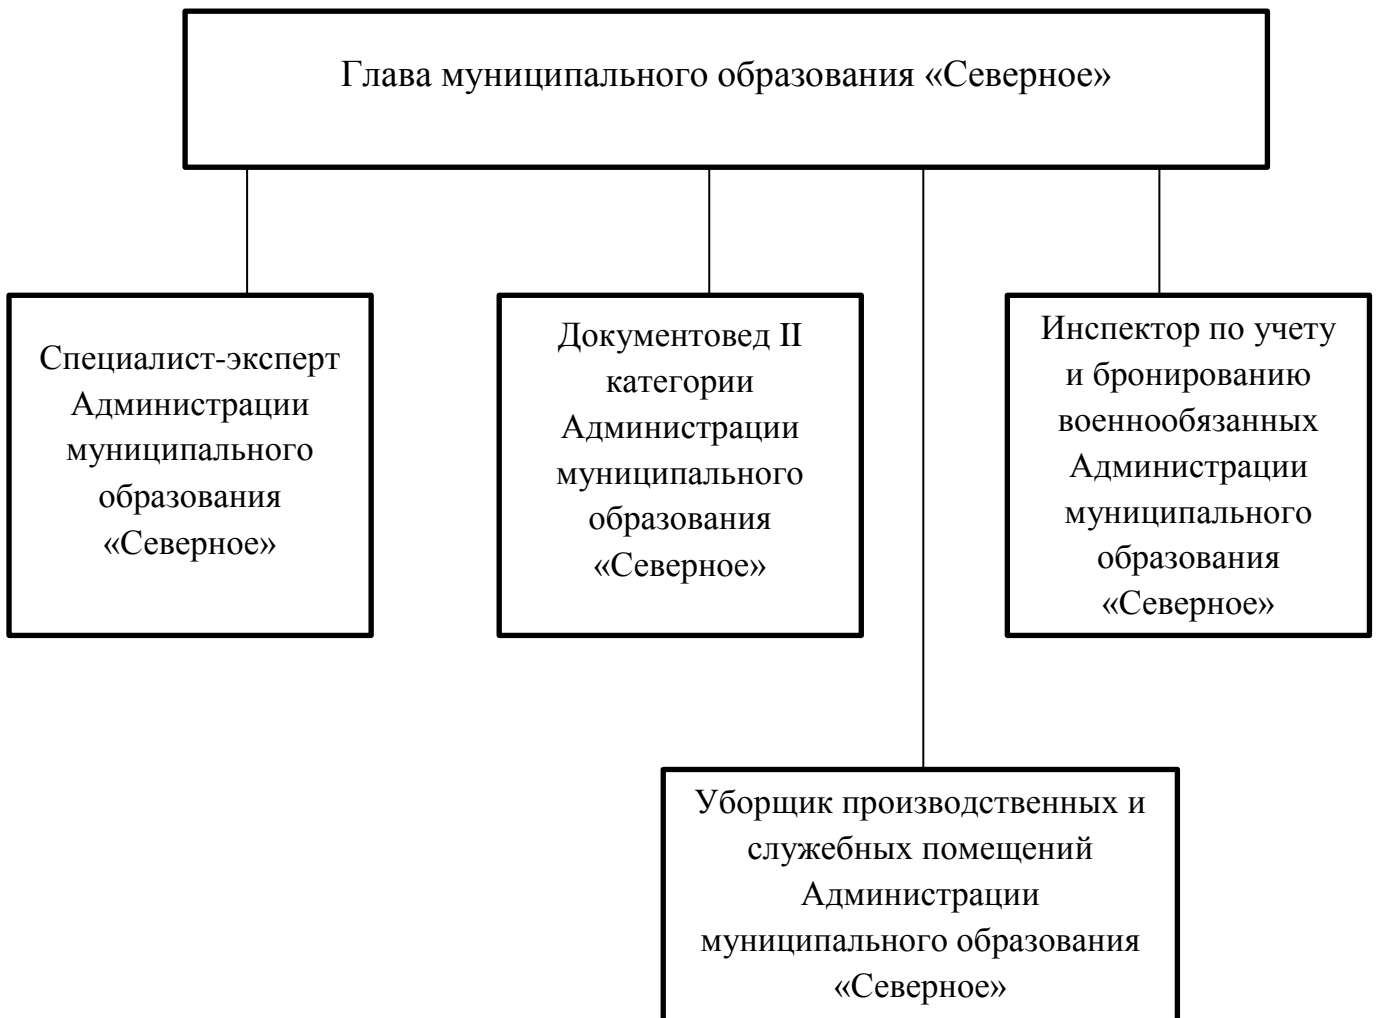 Глава муниципального образования «Северное»
Специалист-эксперт
Администрации
муниципального
образования
«Северное»
Документовед II
категории
Администрации
муниципального
образования
«Северное»
Инспектор по учету
и бронированию
военнообязанных
Администрации
муниципального
образования
«Северное»
Уборщик производственных и
служебных помещений
Администрации
муниципального образования
«Северное»